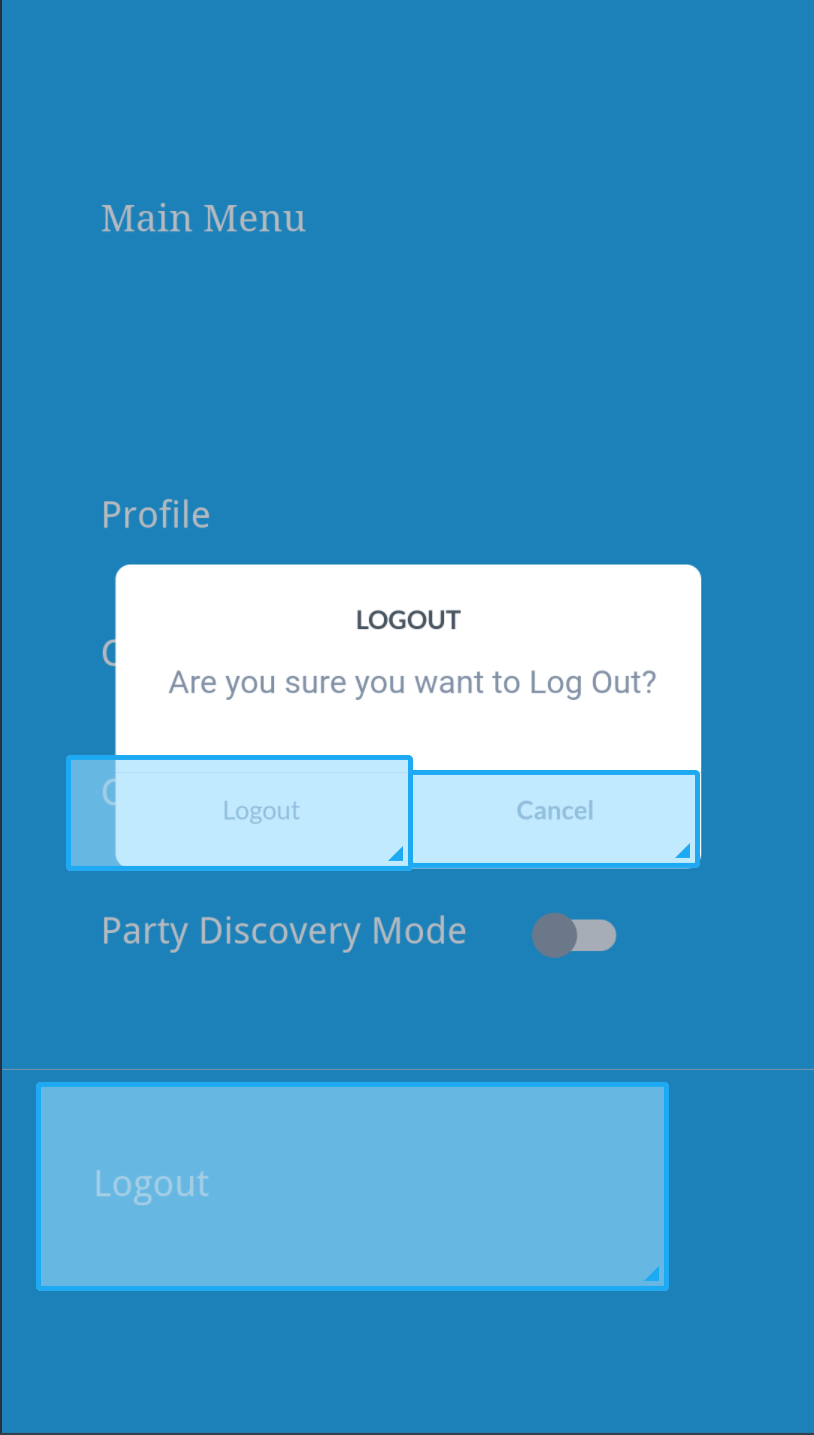 Main Menu
Profile
LOGOUT
Are you sure you want to Log Out?
Logout
Cancel
Party Discovery Mode
Logout